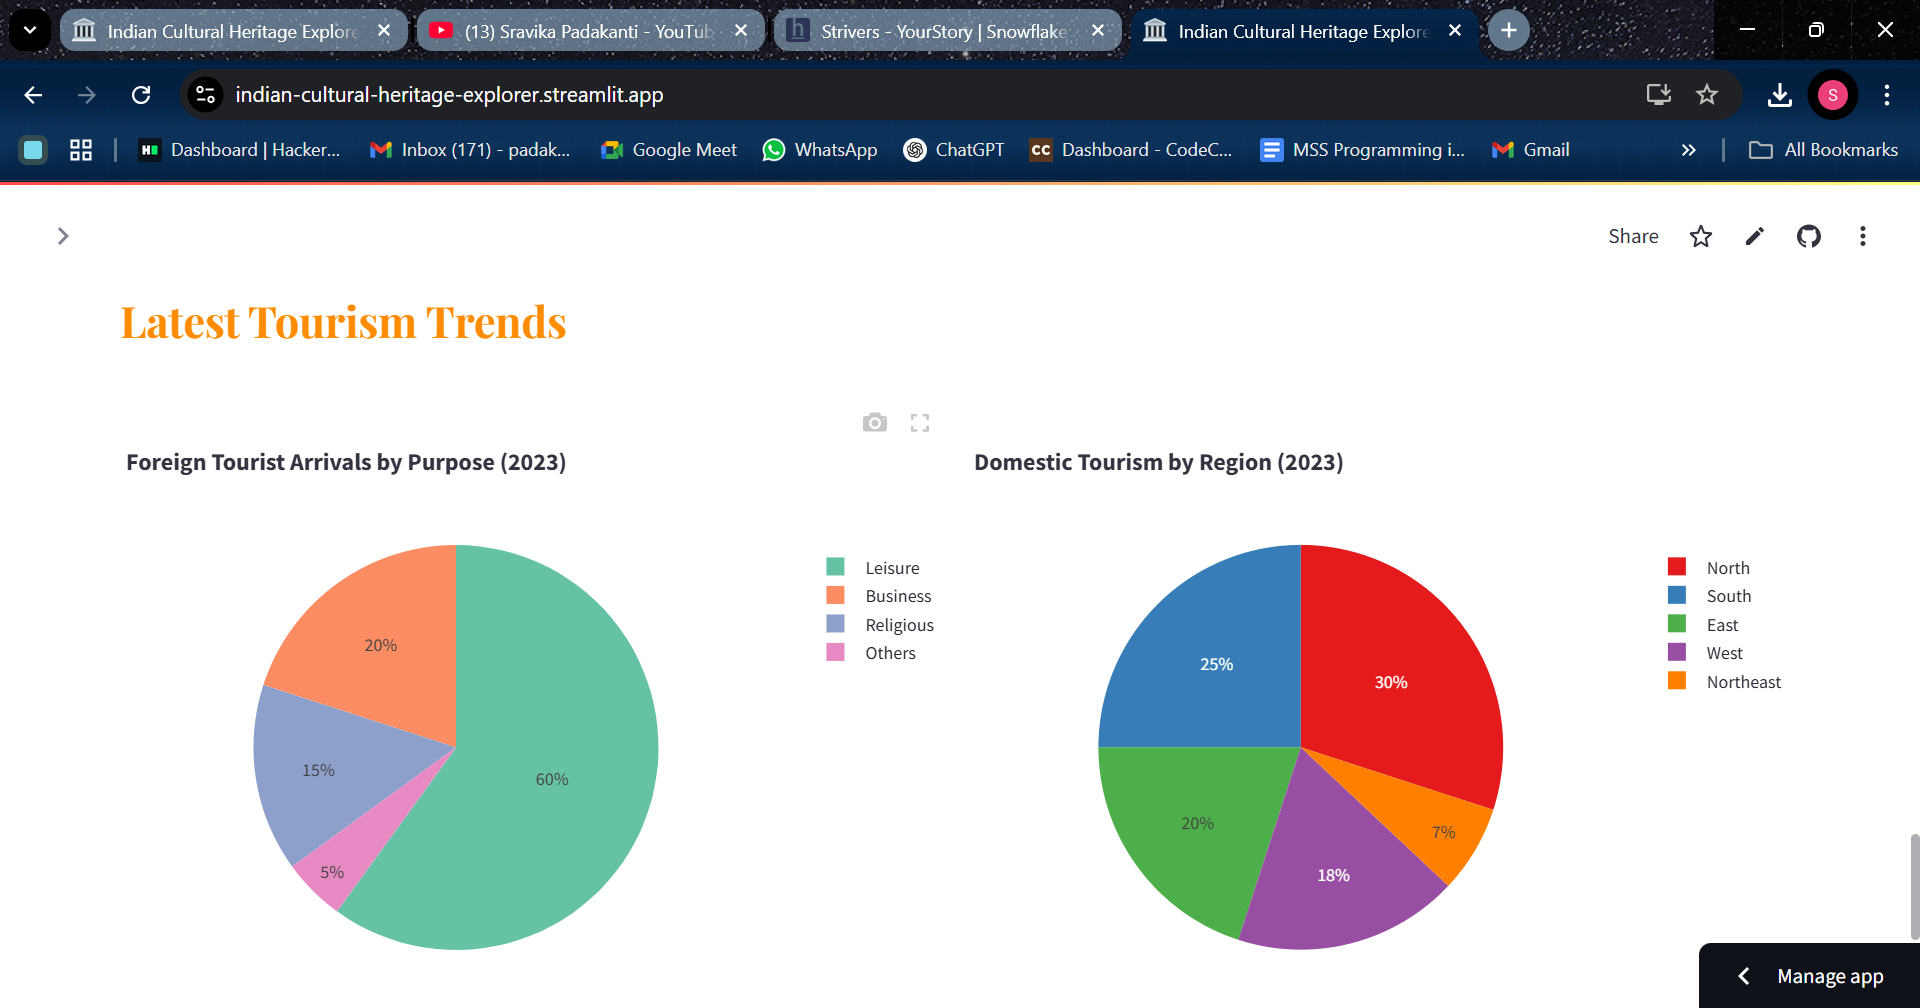 Indian Cultural Heritage Explore
(13) Sravika Padakanti - YouTub
Strivers - YourStory | Snowflake
Indian Cultural Heritage Explore
indian-cultural-heritage-explorer.streamlit.app
S
Dashboard | Hacker...
Inbox (171) - padak...
Google Meet
WhatsApp
ChatGPT
CC
Dashboard - CodeC...
MSS Programming i...
Gmail
All Bookmarks
Share
Latest Tourism Trends
Foreign Tourist Arrivals by Purpose (2023)
20%
15%
5%
60%
Leisure
Business
Religious
Others
Domestic Tourism by Region (2023)
25%
30%
20%
18%
7%
North
South
East
West
Northeast
Manage app